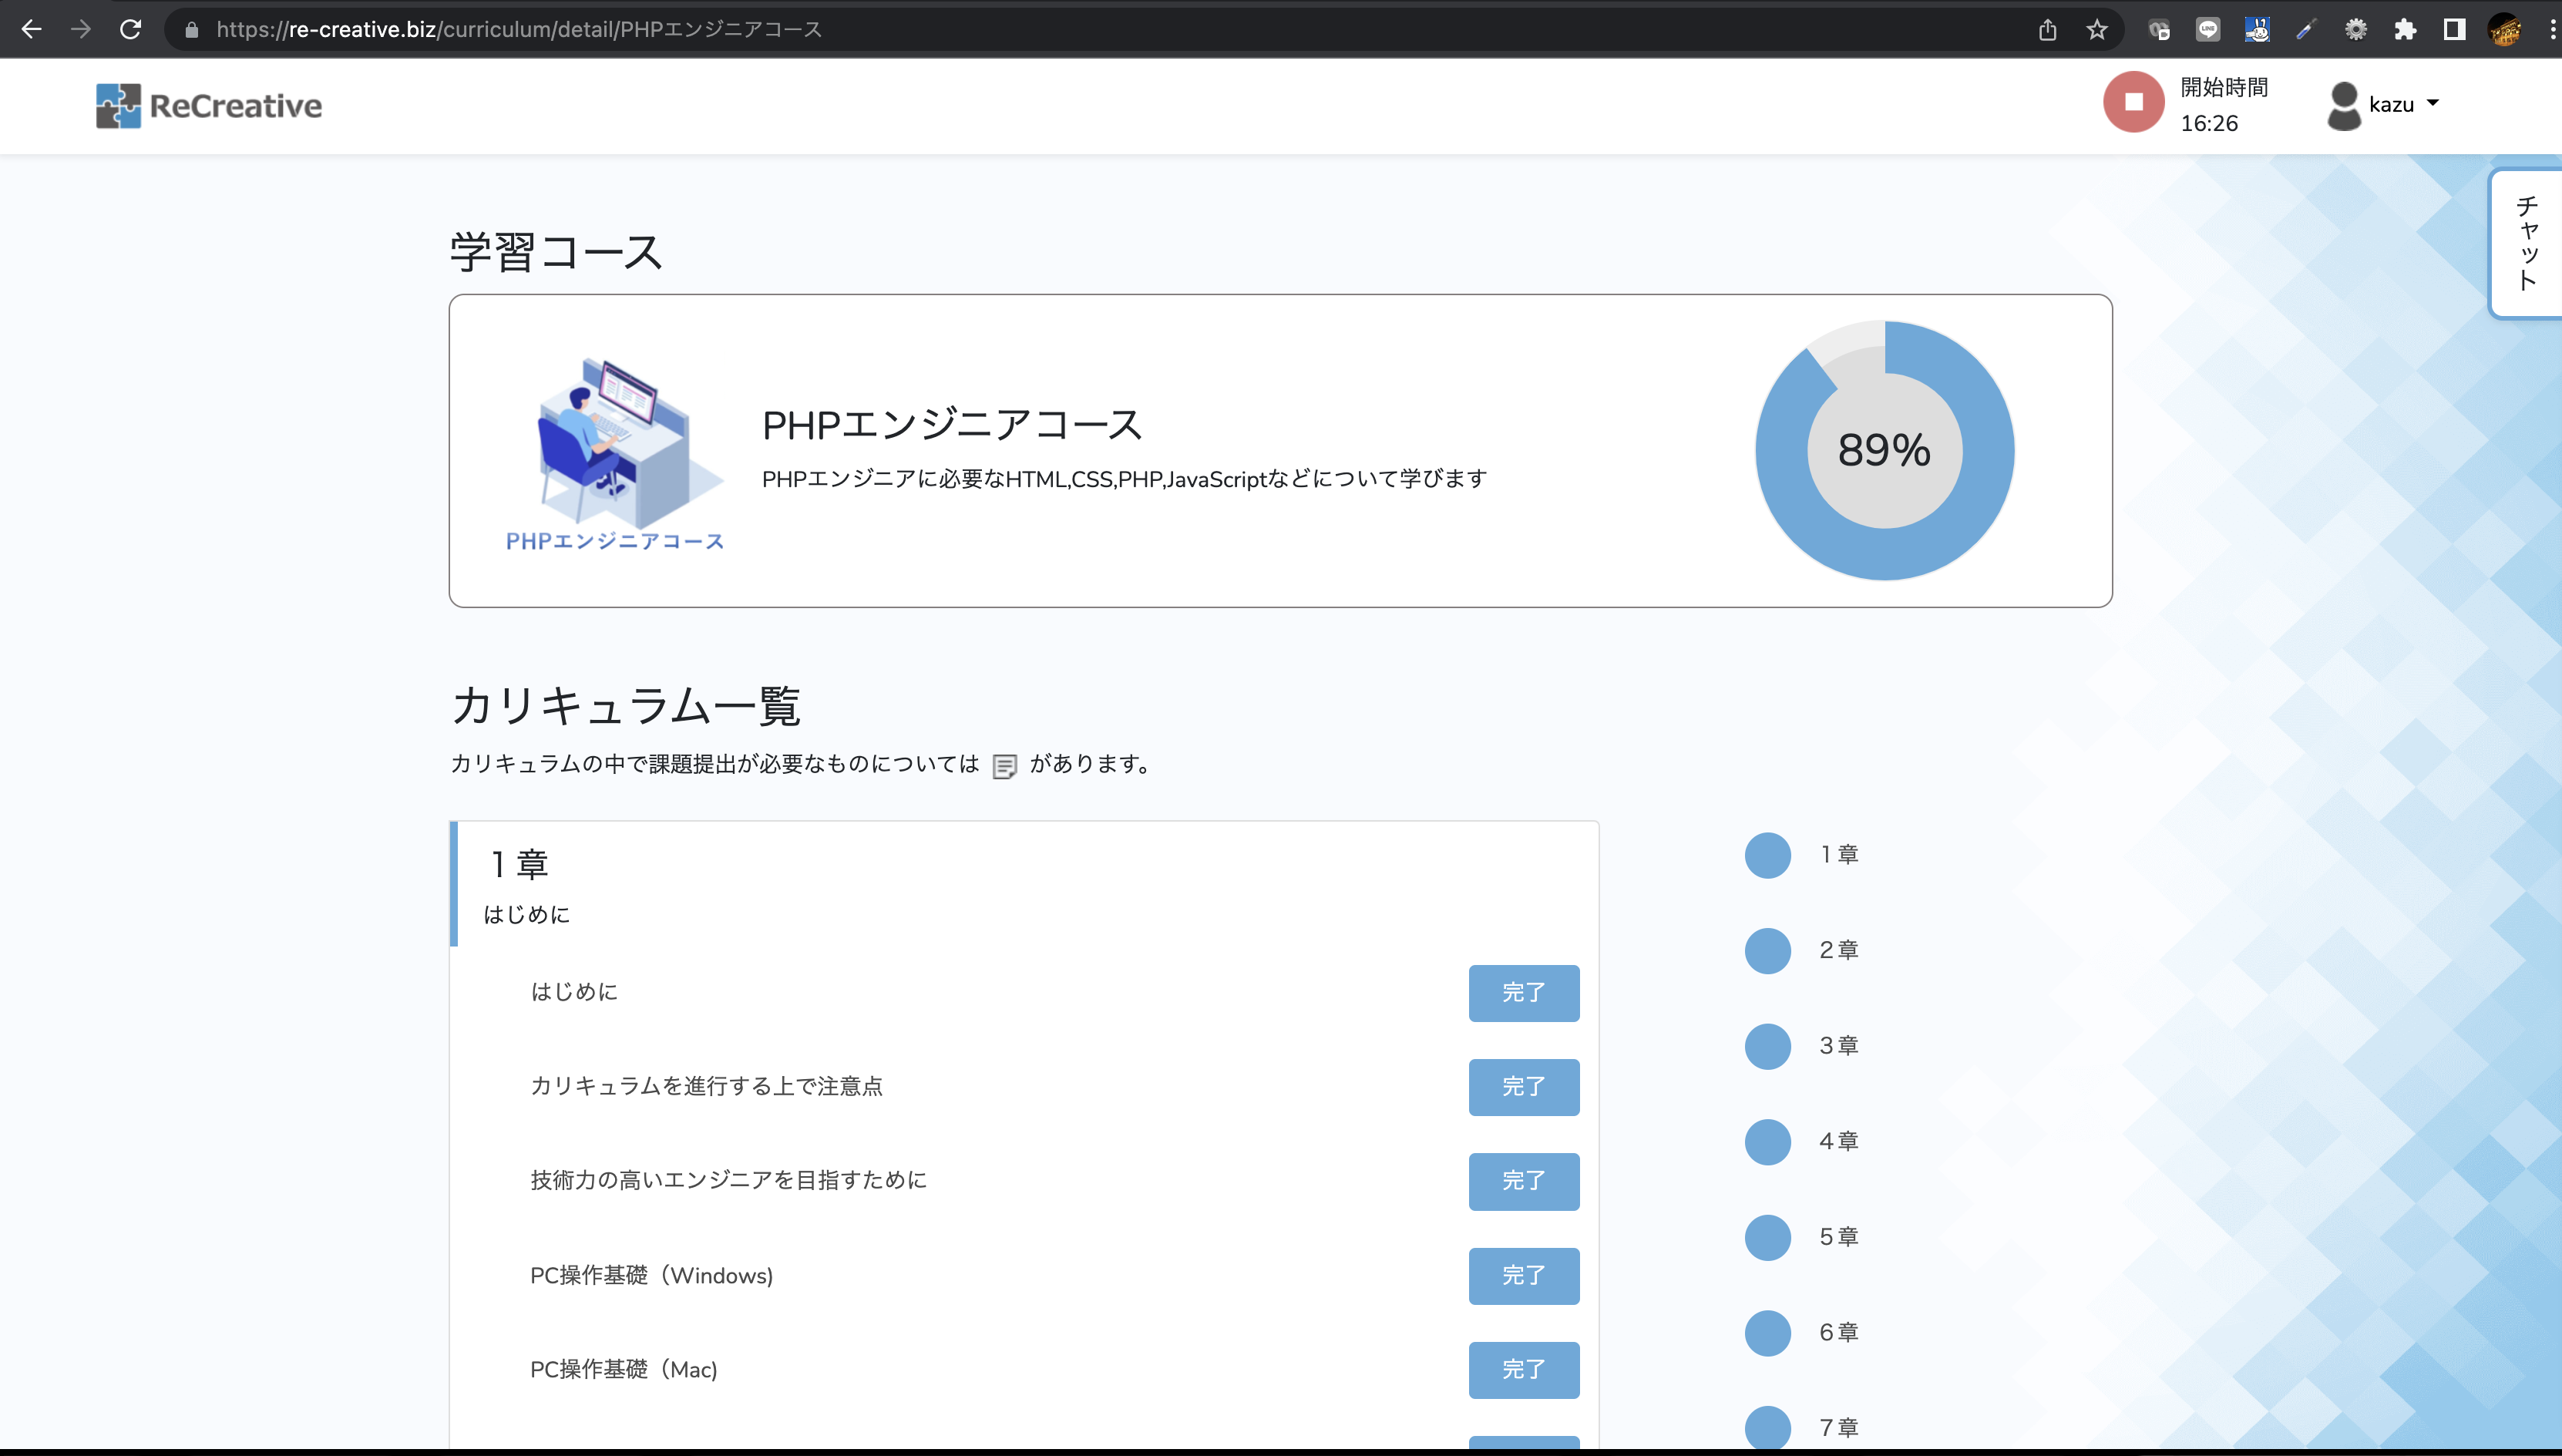 https://re-creative.biz/curriculum/detail/PHPエンジニアコース
ReCreative
開始時間
16:26
kazu
チャット
学習コース
PHPエンジニアコース
PHPエンジニアコース
PHPエンジニアに必要なHTML,CSS,PHP,JavaScriptなどについて学びます
89%
カリキュラム一覧
カリキュラムの中で課題提出が必要なものについては があります。
１章
はじめに
はじめに 完了
カリキュラムを進行する上で注意点 完了
技術力の高いエンジニアを目指すために 完了
PC操作基礎（Windows) 完了
PC操作基礎（Mac) 完了
１章
２章
３章
４章
５章
６章
７章